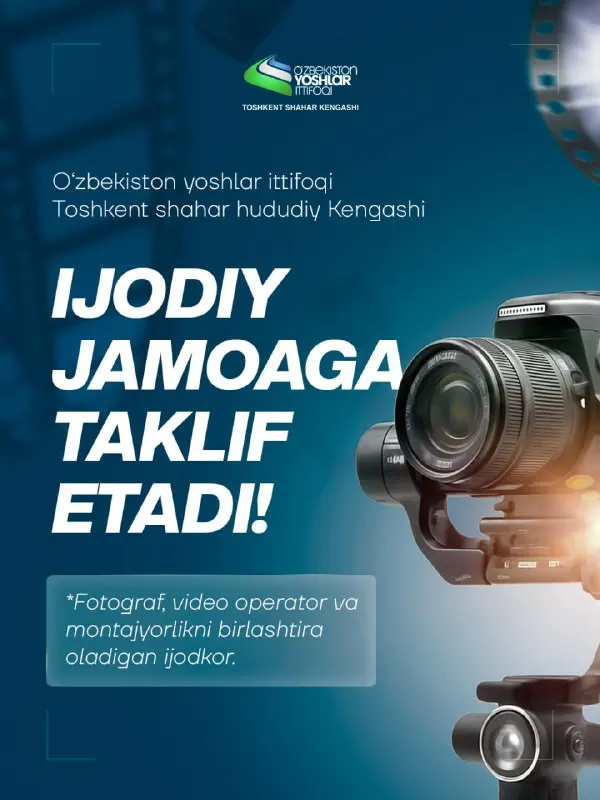 O'ZBEKISTON
YOSHLAR
ITTIFOQI
TOSHKENT SHAHAR KENGASHI
O‘zbekiston yoshlar ittifoqi
Toshkent shahar hududiy Kengashi
IJODIY
JAMOAGA
TAKLIF
ETADI!
*Fotograf, video operator va
montajyorlikni birlashtira
oladigan ijodkor.